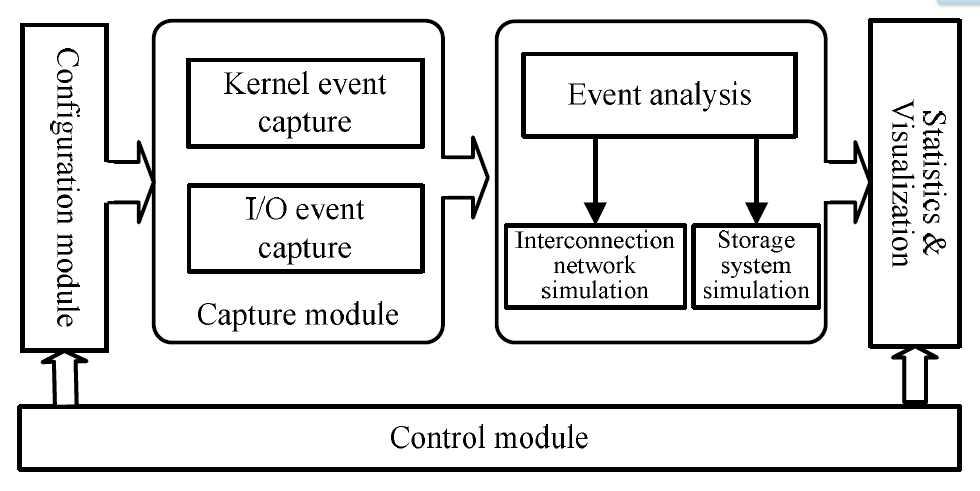 Configuration module
Kernel event
capture
I/O event
capture
Capture module
Event analysis
Interconnection
network
simulation
Storage
system
simulation
Statistics &
Visualization
Control module